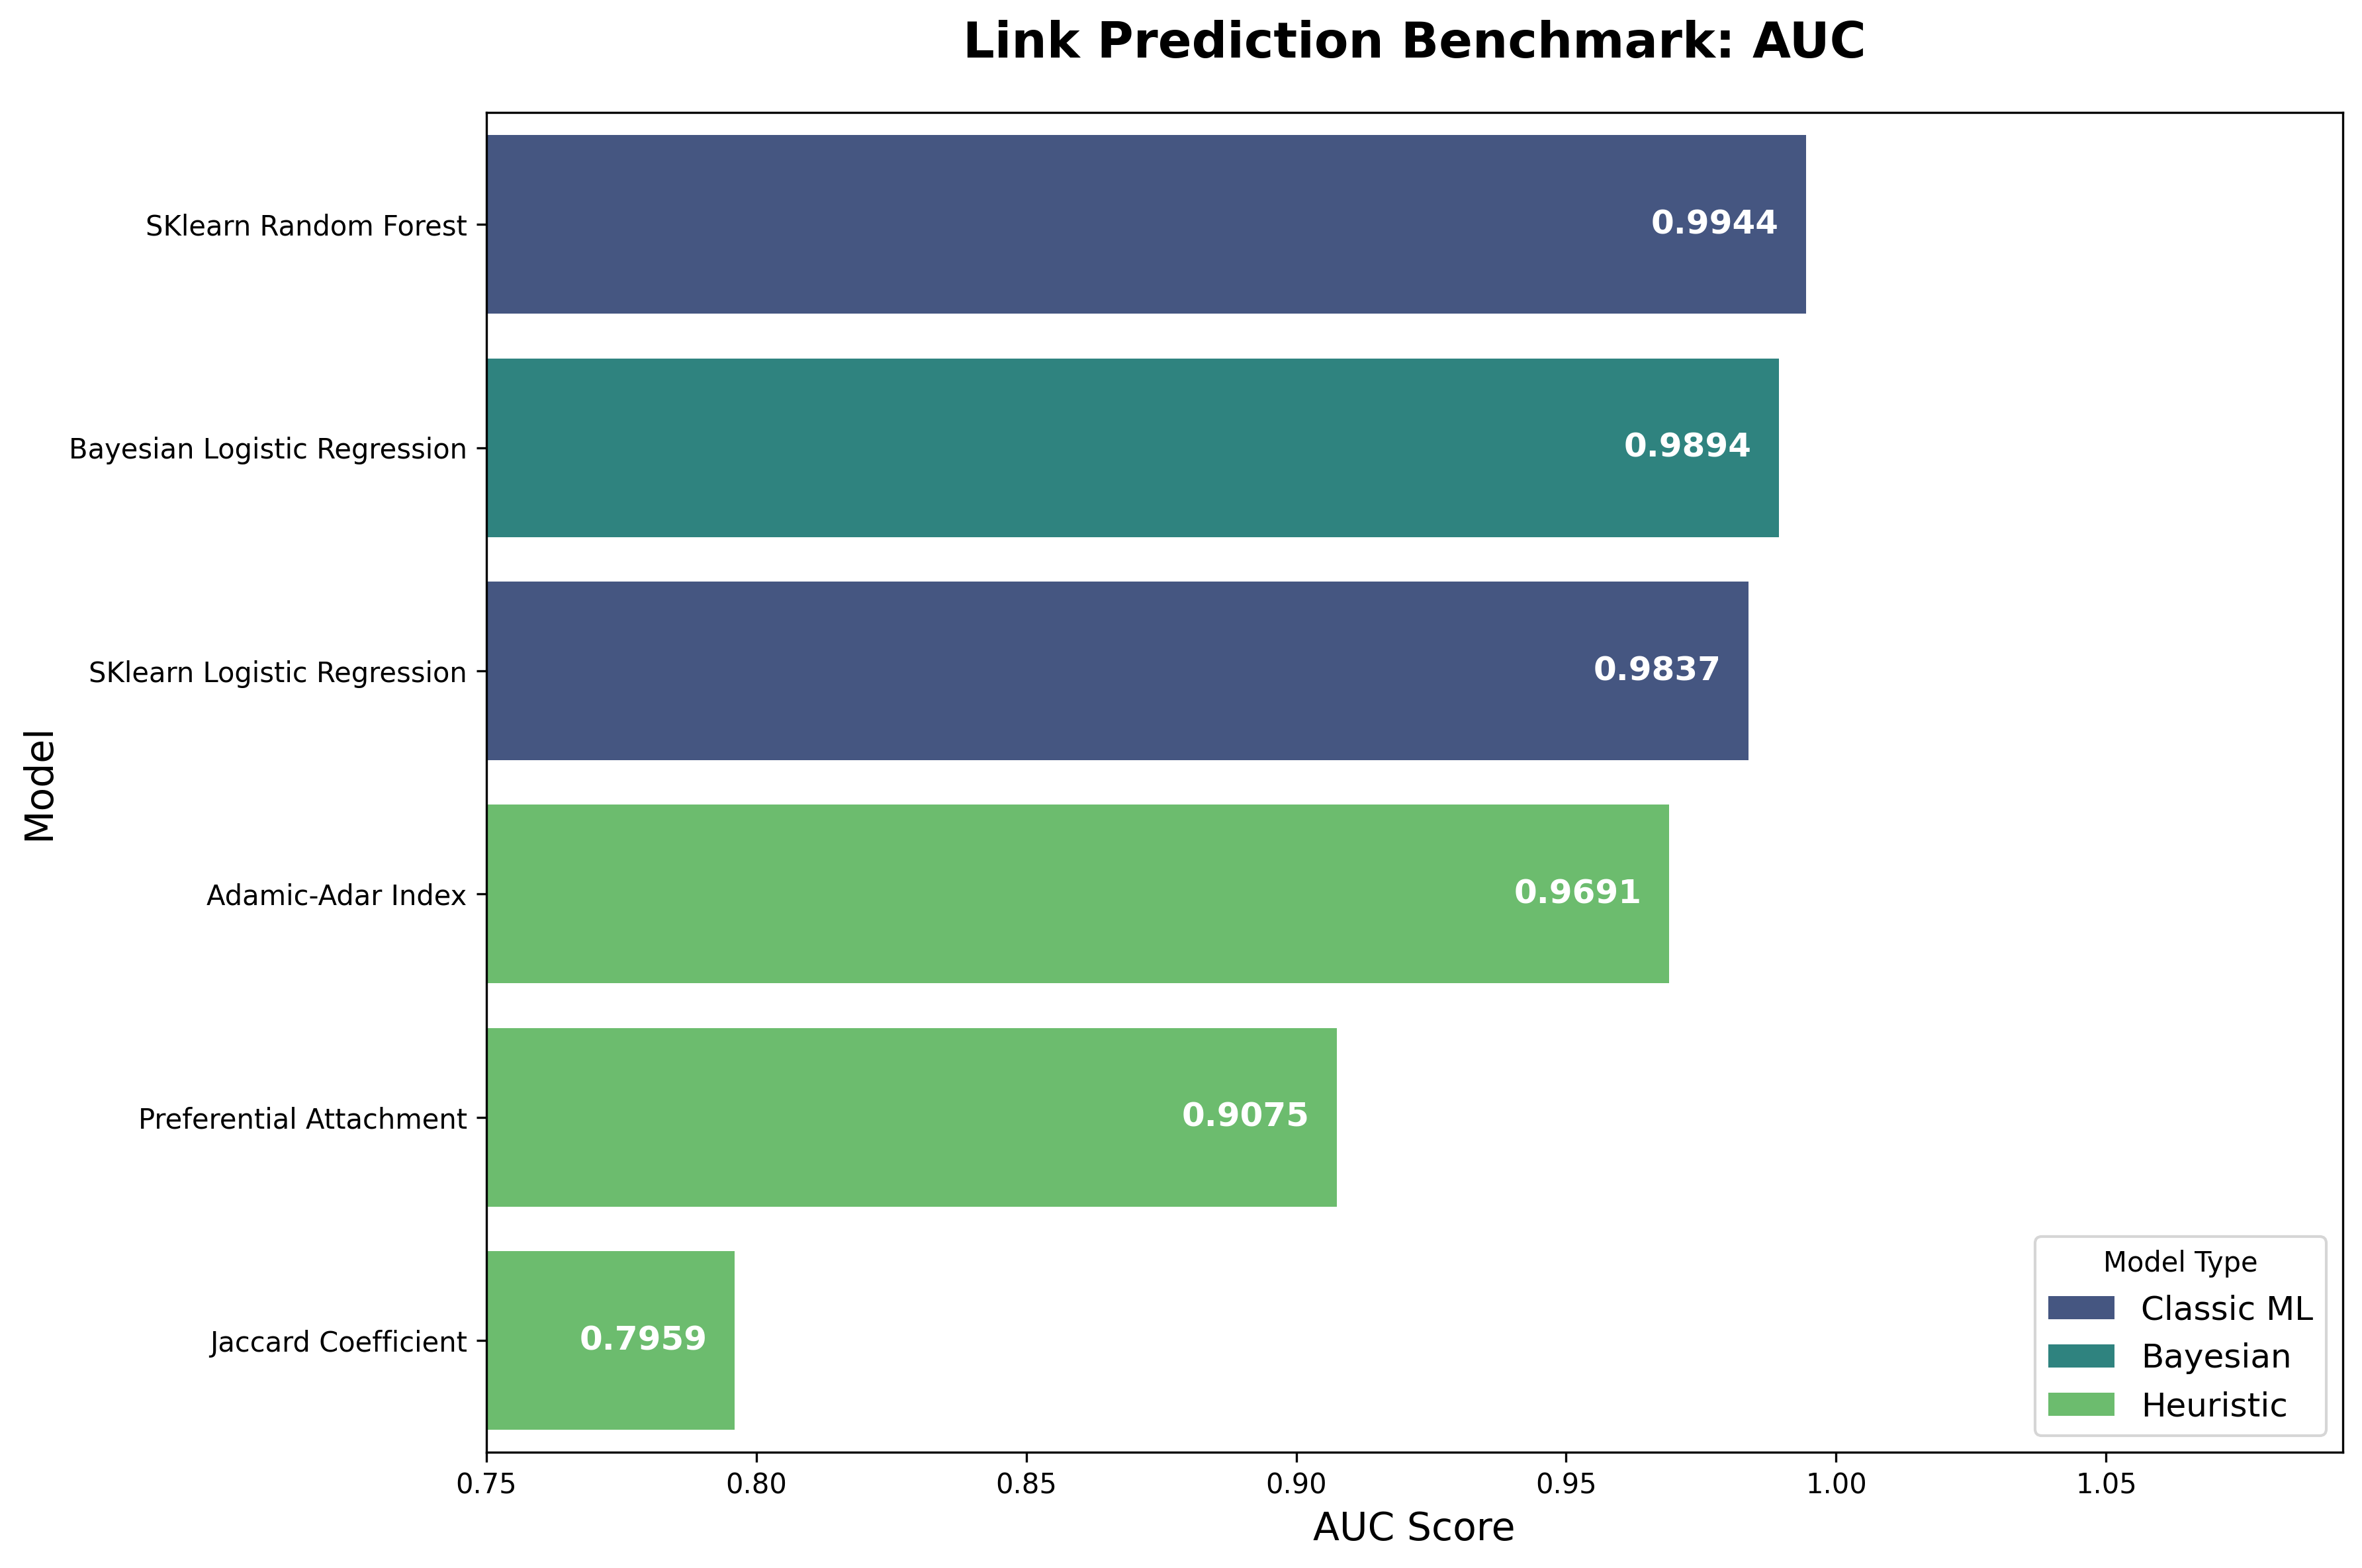 Link Prediction Benchmark: AUC
Model
SKlearn Random Forest
0.9944
Bayesian Logistic Regression
0.9894
SKlearn Logistic Regression
0.9837
Adamic-Adar Index
0.9691
Preferential Attachment
0.9075
Jaccard Coefficient
0.7959
Model Type
Classic ML
Bayesian
Heuristic
0.75 0.80 0.85 0.90 0.95 1.00 1.05
AUC Score